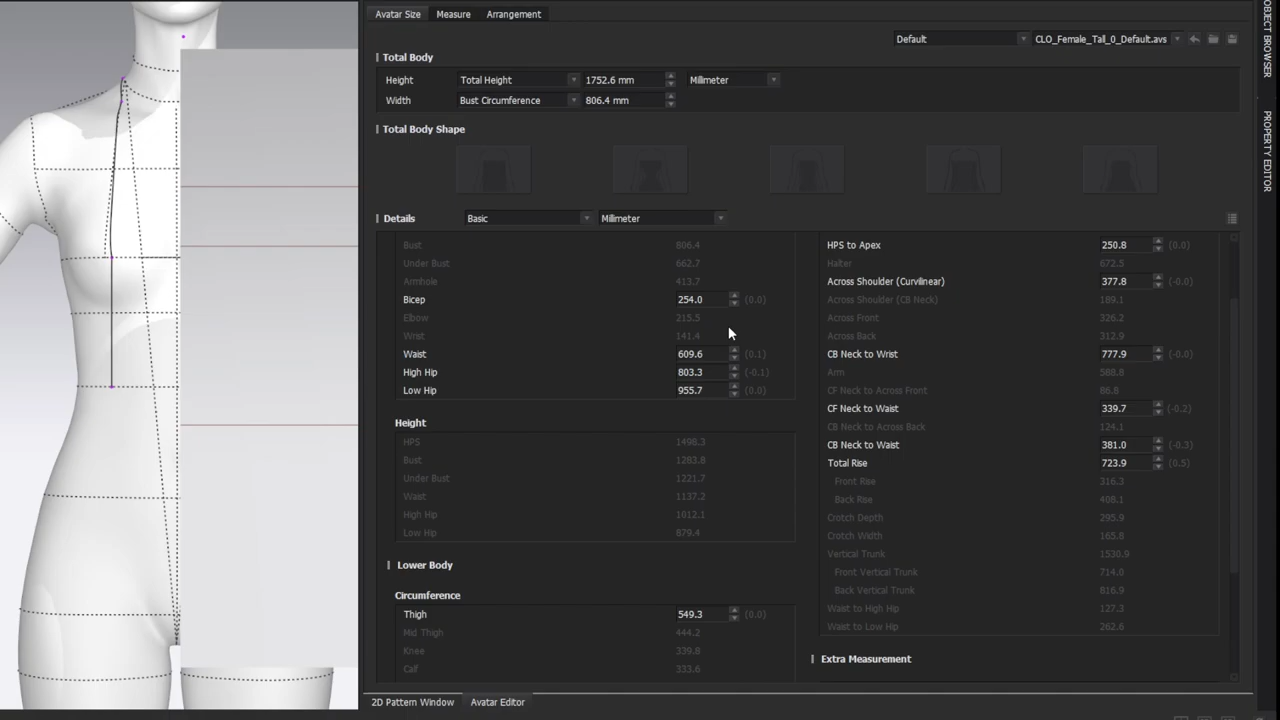 Avatar Size Measure Arrangement
Default CLO_Female_Tall_0_Default.avs
Total Body
Height Total Height 1752.6 mm Millimeter
Width Bust Circumference 806.4 mm
Total Body Shape
Details Basic Millimeter
Bust 806.4
Under Bust 662.7
Armhole 413.7
Bicep 254.0 (0.0)
Elbow 215.5
Wrist 141.4
Waist 609.6 (0.1)
High Hip 803.3 (-0.1)
Low Hip 955.7 (0.0)
Height
HPS 1498.3
Bust 1283.8
Under Bust 1221.7
Waist 1137.2
High Hip 1012.1
Low Hip 879.4
Lower Body
Circumference
Thigh 549.3 (0.0)
Mid Thigh 444.2
Knee 339.8
Calf 333.6
HPS to Apex 250.8 (0.0)
Halter 672.5
Across Shoulder (Curvilinear) 377.8 (-0.0)
Across Shoulder (CB Neck) 189.1
Across Front 326.2
Across Back 312.9
CB Neck to Wrist 777.9 (-0.0)
Arm 588.8
CF Neck to Across Front 86.8
CF Neck to Waist 339.7 (-0.2)
CB Neck to Across Back 124.1
CB Neck to Waist 381.0 (-0.3)
Total Rise 723.9 (0.5)
Front Rise 316.3
Back Rise 408.1
Crotch Depth 295.9
Crotch Width 165.8
Vertical Trunk 1530.9
Front Vertical Trunk 714.0
Back Vertical Trunk 816.9
Waist to High Hip 127.3
Waist to Low Hip 262.6
Extra Measurement
2D Pattern Window Avatar Editor
OBJECT BROWSER
PROPERTY EDITOR